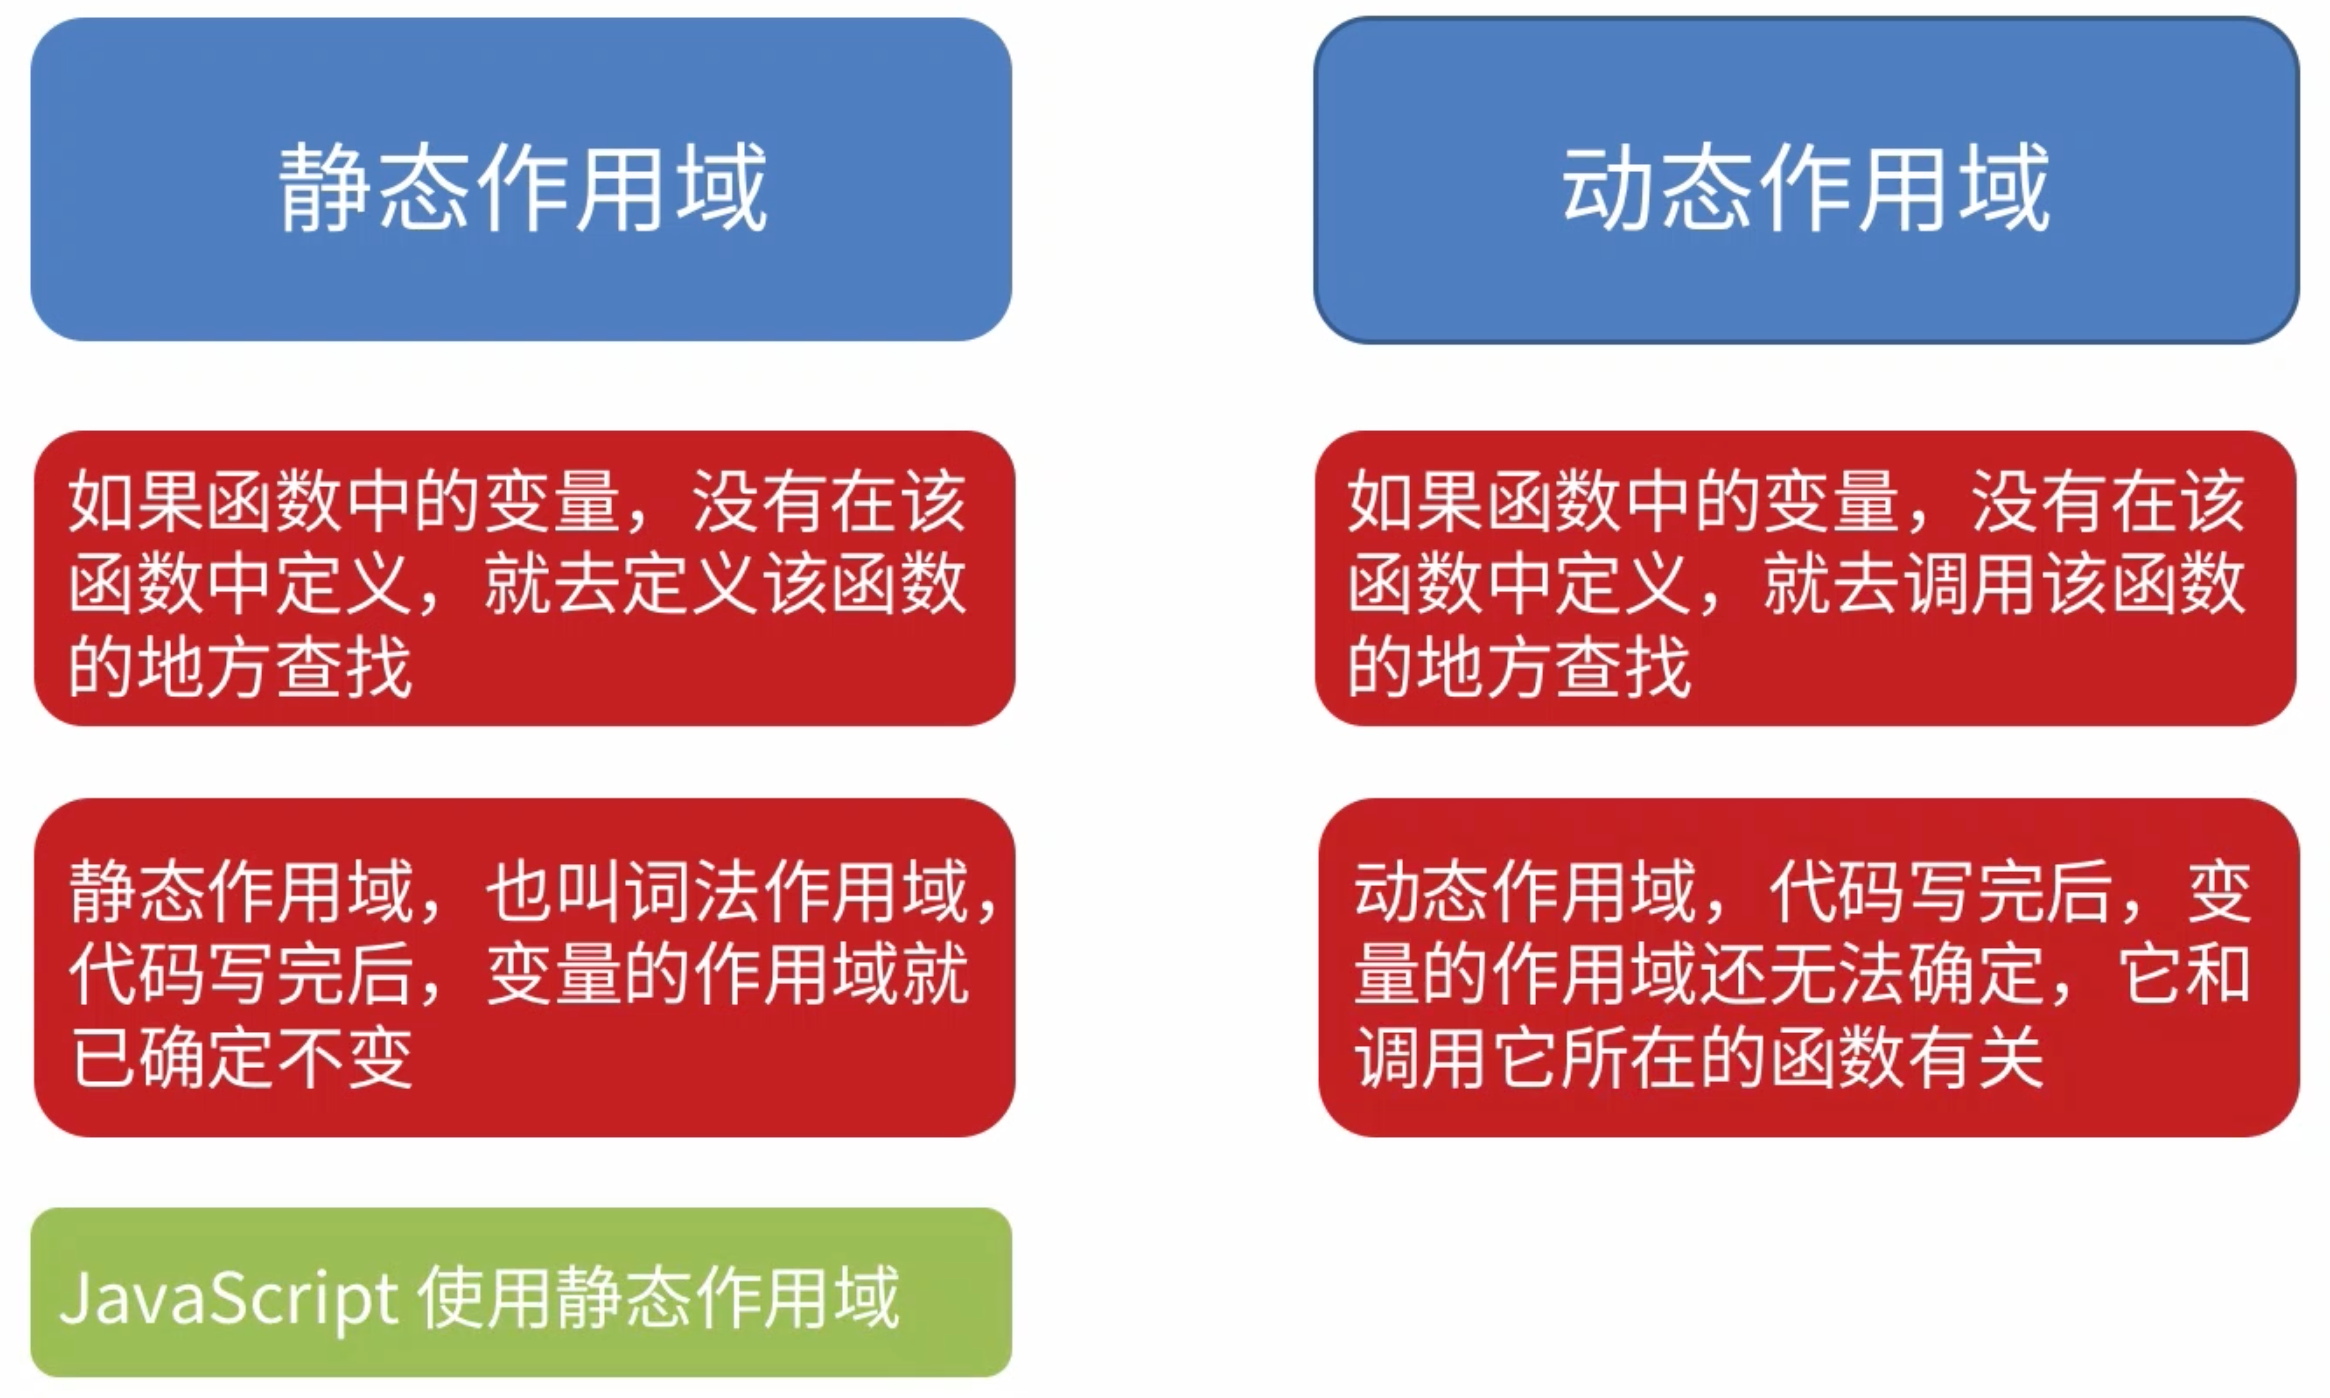 静态作用域
动态作用域
如果函数中的变量，没有在该
函数中定义，就去定义该函数
的地方查找
如果函数中的变量，没有在该
函数中定义，就去调用该函数
的地方查找
静态作用域，也叫词法作用域，
代码写完后，变量的作用域就
已确定不变
动态作用域，代码写完后，变
量的作用域还无法确定，它和
调用它所在的函数有关
JavaScript 使用静态作用域